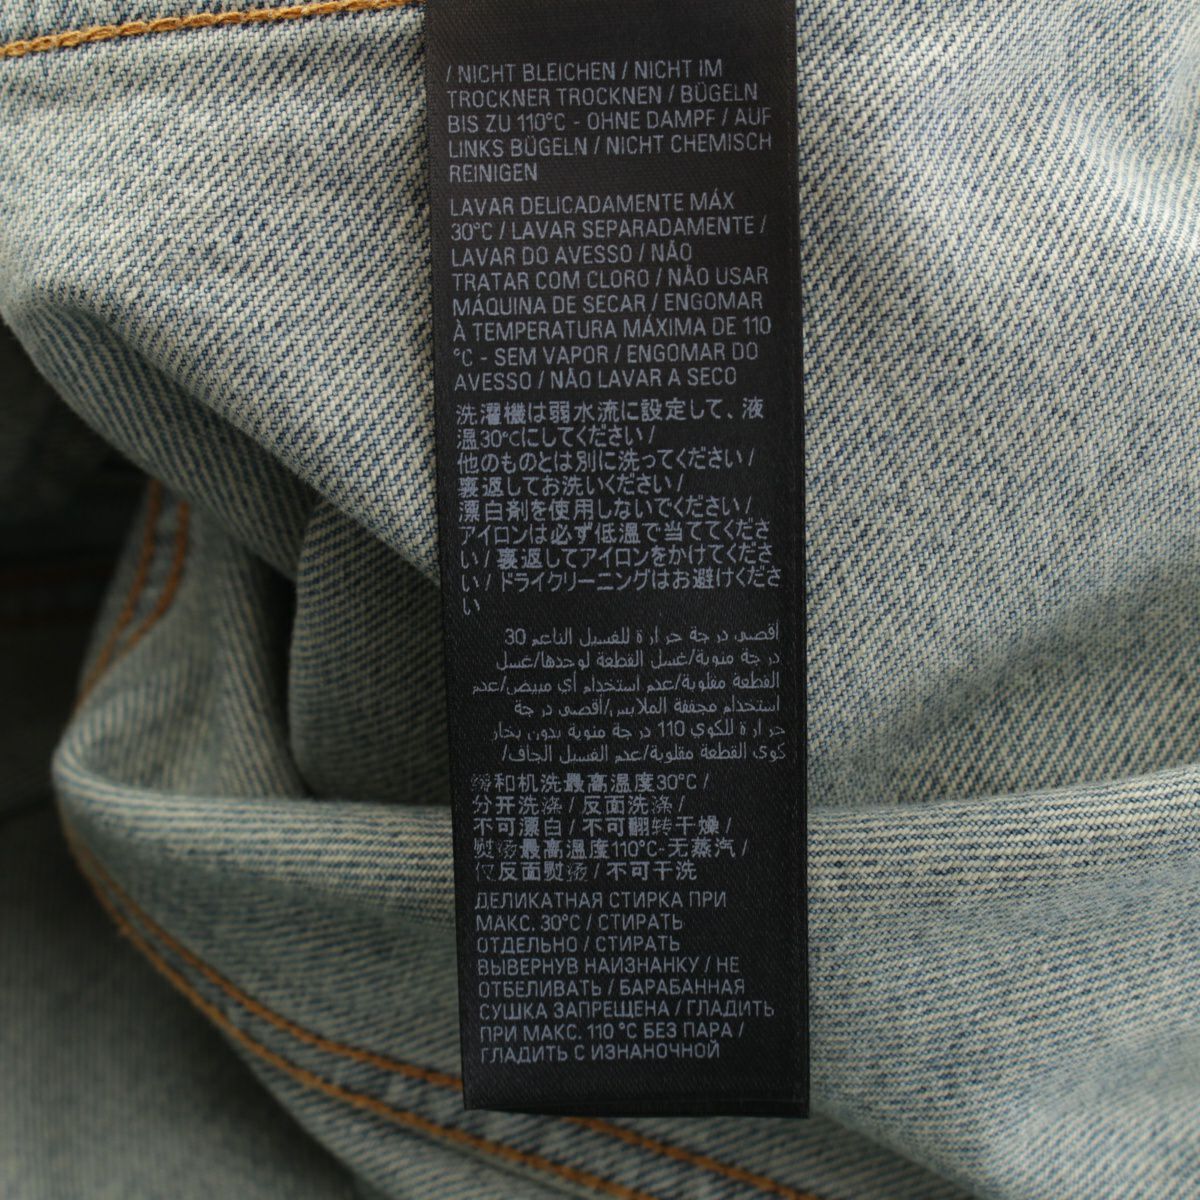 / NICHT BLEICHEN / NICHT IM
TROCKNER TROCKNEN / BÜGELN
BIS ZU 110°C - OHNE DAMPF / AUF
LINKS BÜGELN / NICHT CHEMISCH
REINIGEN
LAVAR DELICADAMENTE MÁX
30°C / LAVAR SEPARADAMENTE /
LAVAR DO AVESSO / NÃO
TRATAR COM CLORO / NÃO USAR
MÁQUINA DE SECAR / ENGOMAR
À TEMPERATURA MÁXIMA DE 110
°C - SEM VAPOR / ENGOMAR DO
AVESSO / NÃO LAVAR A SECO
洗濯機は弱水流に設定して、液
温30°Cにしてください /
他のものとは別に洗ってください /
裏返してお洗いください /
漂白剤を使用しないでください /
アイロンは必ず低温で当ててくださ
い / 裏返してアイロンをかけてくださ
い / ドライクリーニングはお避けくださ
い
أقصى درجة حرارة للغسيل الناعم 30
درجة مئوية/غسل القطعة لوحدها/غسل
القطعة مقلوبة/عدم استخدام أي مبيض/عدم
استخدام مجففة الملابس/أقصى درجة
حرارة للكوي 110 درجة مئوية بدون بخار
كوي القطعة مقلوبة/عدم الغسيل الجاف/
缓和机洗最高温度30°C /
分开洗涤 / 反面洗涤 /
不可漂白 / 不可翻转干燥 /
熨烫最高温度110°C-无蒸汽 /
仅反面熨烫 / 不可干洗
ДЕЛИКАТНАЯ СТИРКА ПРИ
МАКС. 30°C / СТИРАТЬ
ОТДЕЛЬНО / СТИРАТЬ
ВЫВЕРНУВ НАИЗНАНКУ / НЕ
ОТБЕЛИВАТЬ / БАРАБАННАЯ
СУШКА ЗАПРЕЩЕНА / ГЛАДИТЬ
ПРИ МАКС. 110 °C БЕЗ ПАРА /
ГЛАДИТЬ С ИЗНАНОЧНОЙ